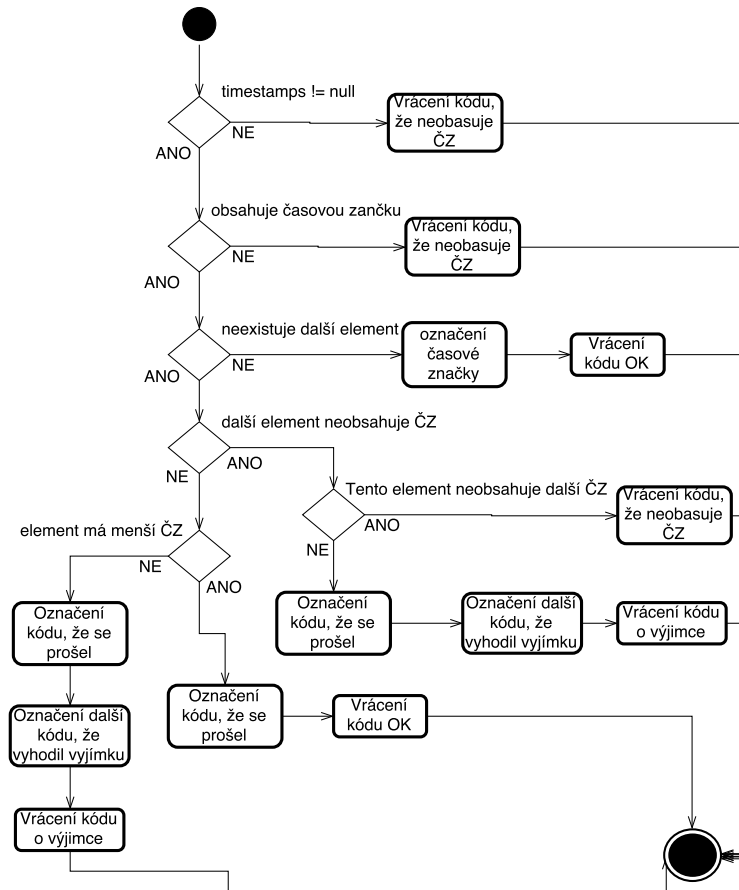 timestamps != null
Vrácení kódu,
že neobasuje
ČZ
NE
ANO
obsahuje časovou zančku
Vrácení kódu,
že neobasuje
ČZ
NE
ANO
neexistuje další element
označení
časové
značky
Vrácení
kódu OK
NE
ANO
další element neobsahuje ČZ
ANO
NE
Tento element neobsahuje další ČZ
Vrácení kódu,
že neobasuje
ČZ
ANO
NE
element má menší ČZ
NE
ANO
Označení
kódu, že se
prošel
Označení další
kódu, že
vyhodil vyjímku
Vrácení kódu
o výjimce
Označení
kódu, že se
prošel
Označení
kódu, že se
prošel
Vrácení
kódu OK
Označení další
kódu, že
vyhodil vyjímku
Vrácení kódu
o výjimce